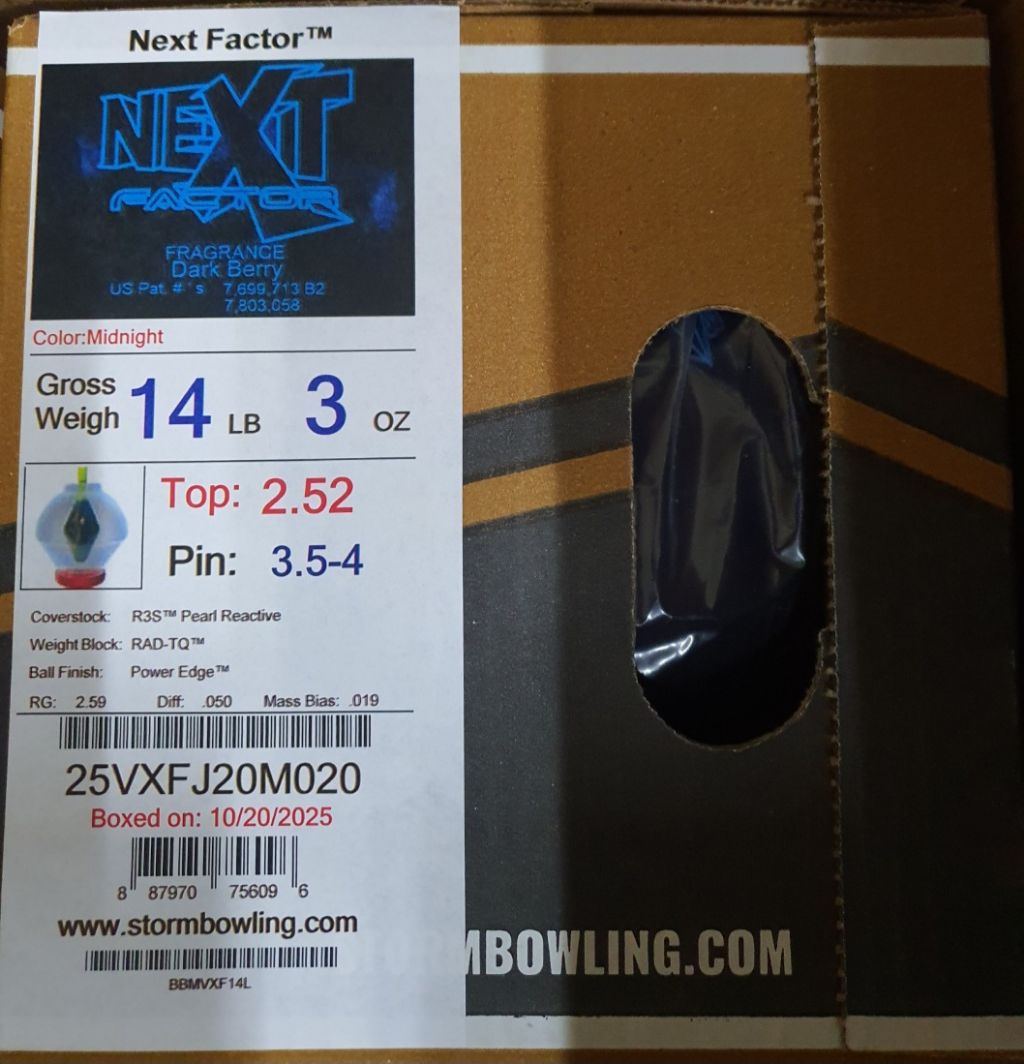 Next Factor™
NEXT
FACTOR
FRAGRANCE
Dark Berry
US Pat. #'s 7,699,713 B2
7,803,058
Color:Midnight
Gross
Weigh 14 LB 3 OZ
Top: 2.52
Pin: 3.5-4
Coverstock: R3S™ Pearl Reactive
Weight Block: RAD-TQ™
Ball Finish: Power Edge™
RG: 2.59 Diff: .050 Mass Bias: .019
25VXFJ20M020
Boxed on: 10/20/2025
8 87970 75609 6
www.stormbowling.com
BBMVXF14L
STORMBOWLING.COM